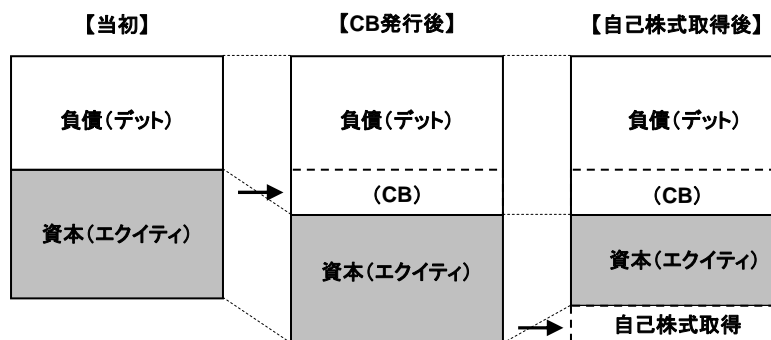 【当初】
【CB発行後】
【自己株式取得後】
負債(デット)
負債(デット)
負債(デット)
(CB)
(CB)
資本(エクイティ)
資本(エクイティ)
資本(エクイティ)
自己株式取得